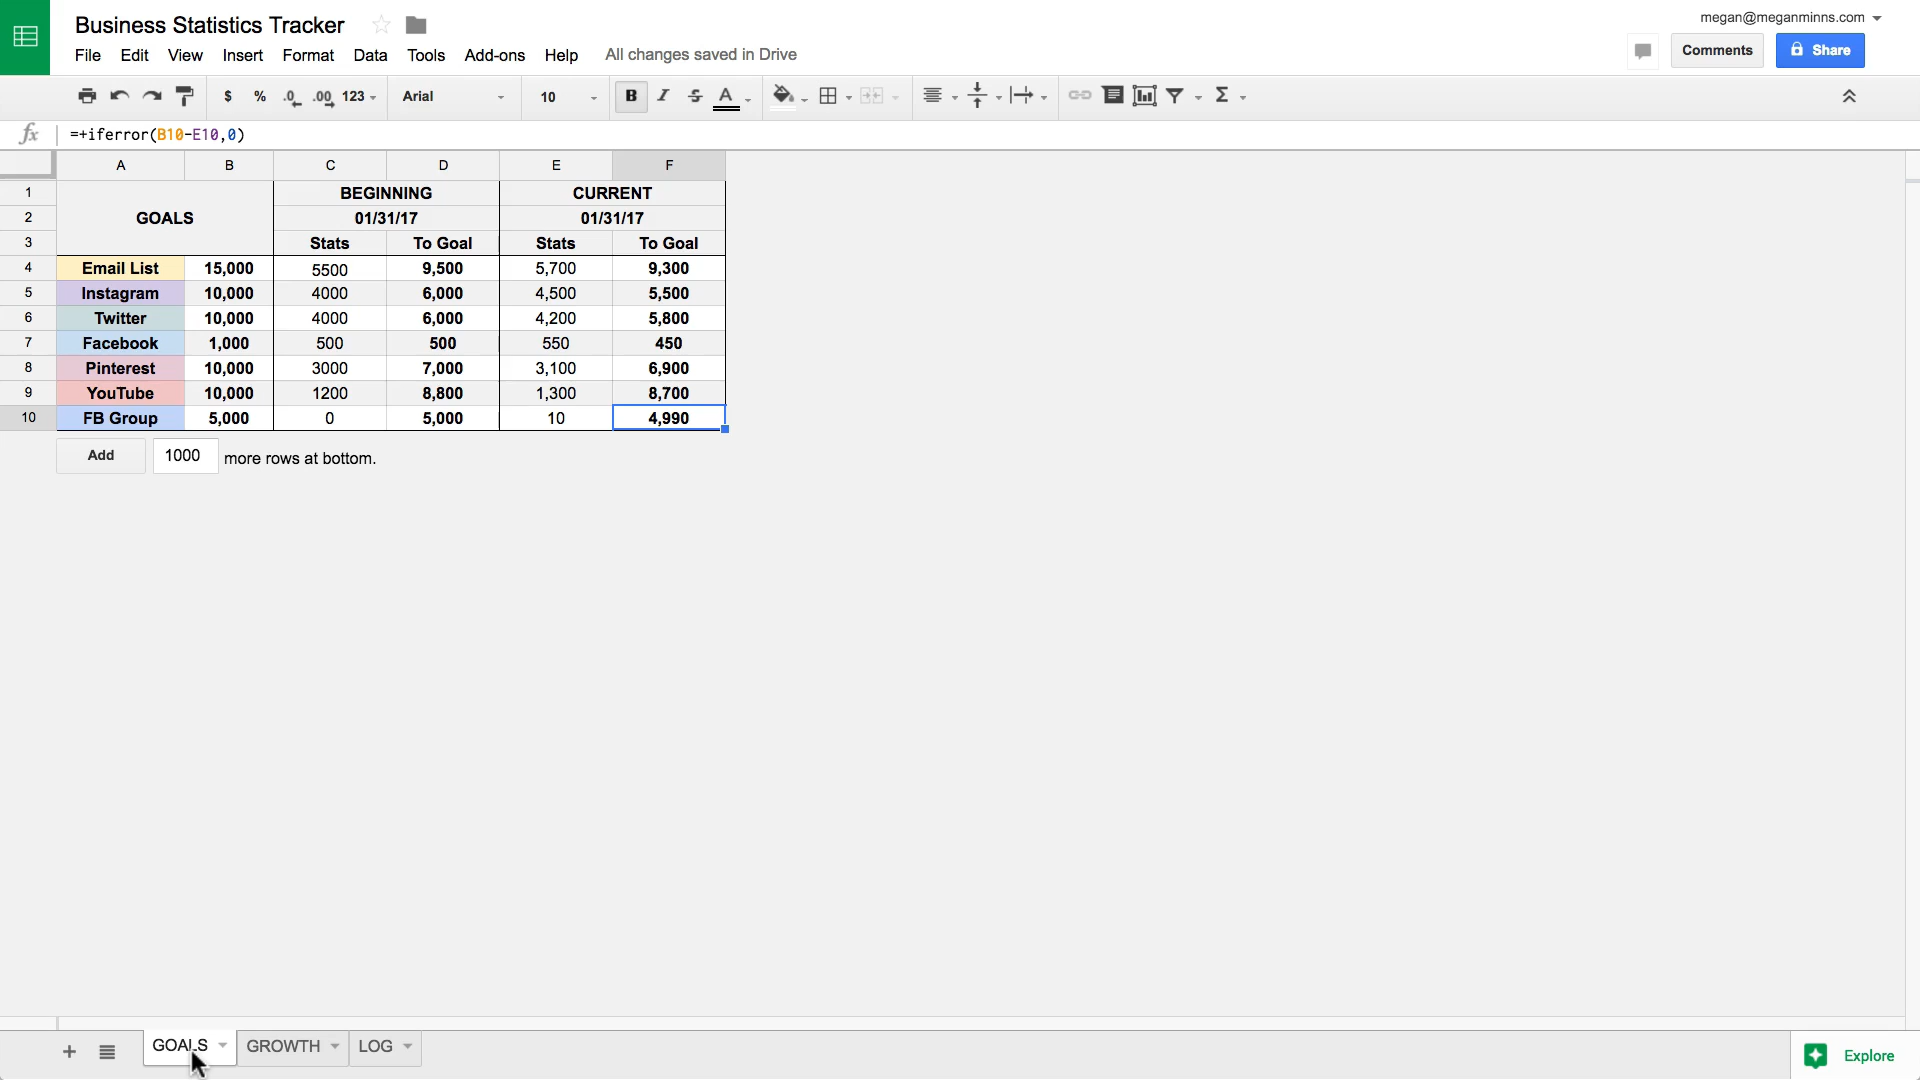 Business Statistics Tracker
megan@meganminns.com
File Edit View Insert Format Data Tools Add-ons Help All changes saved in Drive
Comments Share
$ % .0 .00 123 Arial 10 B I S A Σ
fx =+iferror(B10-E10,0)
A B C D E F
1 BEGINNING CURRENT
2 GOALS 01/31/17 01/31/17
3 Stats To Goal Stats To Goal
4 Email List 15,000 5500 9,500 5,700 9,300
5 Instagram 10,000 4000 6,000 4,500 5,500
6 Twitter 10,000 4000 6,000 4,200 5,800
7 Facebook 1,000 500 500 550 450
8 Pinterest 10,000 3000 7,000 3,100 6,900
9 YouTube 10,000 1200 8,800 1,300 8,700
10 FB Group 5,000 0 5,000 10 4,990
Add 1000 more rows at bottom.
+ GOALS GROWTH LOG Explore